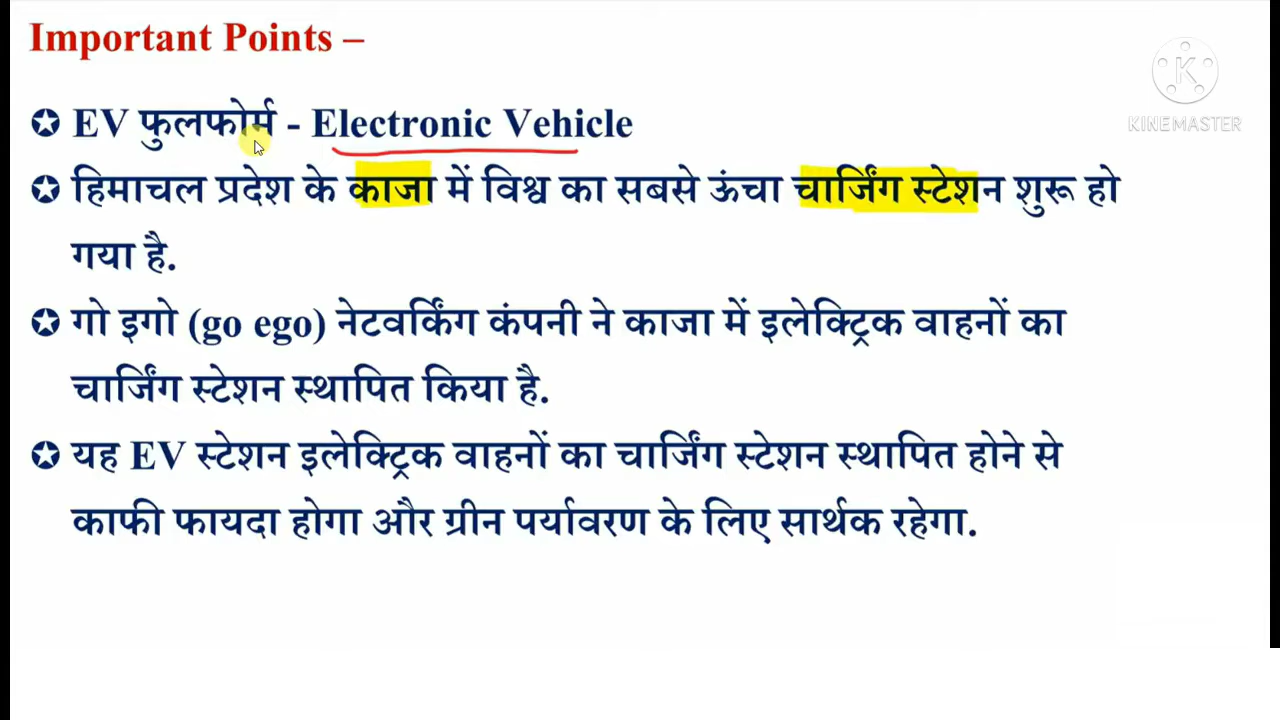 Important Points –
K
KINEMASTER
✪ EV फुलफोर्म - Electronic Vehicle
✪ हिमाचल प्रदेश के काजा में विश्व का सबसे ऊंचा चार्जिंग स्टेशन शुरू हो
गया है.
✪ गो इगो (go ego) नेटवर्किंग कंपनी ने काजा में इलेक्ट्रिक वाहनों का
चार्जिंग स्टेशन स्थापित किया है.
✪ यह EV स्टेशन इलेक्ट्रिक वाहनों का चार्जिंग स्टेशन स्थापित होने से
काफी फायदा होगा और ग्रीन पर्यावरण के लिए सार्थक रहेगा.